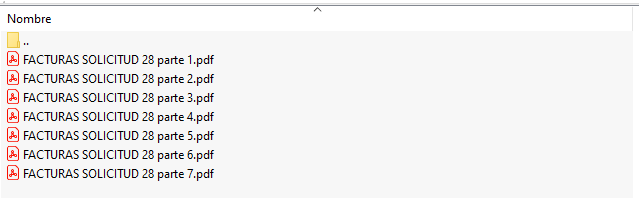 Nombre
..
FACTURAS SOLICITUD 28 parte 1.pdf
FACTURAS SOLICITUD 28 parte 2.pdf
FACTURAS SOLICITUD 28 parte 3.pdf
FACTURAS SOLICITUD 28 parte 4.pdf
FACTURAS SOLICITUD 28 parte 5.pdf
FACTURAS SOLICITUD 28 parte 6.pdf
FACTURAS SOLICITUD 28 parte 7.pdf